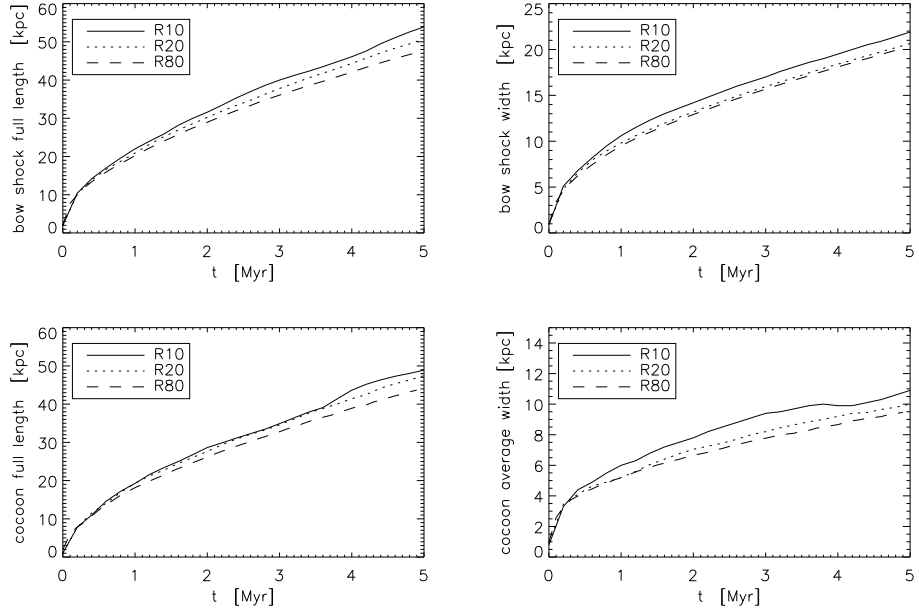 bow shock full length [kpc]
60
50
40
30
20
10
0
R10
R20
R80
0 1 2 3 4 5
t [Myr]
bow shock width [kpc]
25
20
15
10
5
0
R10
R20
R80
0 1 2 3 4 5
t [Myr]
cocoon full length [kpc]
60
50
40
30
20
10
0
R10
R20
R80
0 1 2 3 4 5
t [Myr]
cocoon average width [kpc]
14
12
10
8
6
4
2
0
R10
R20
R80
0 1 2 3 4 5
t [Myr]